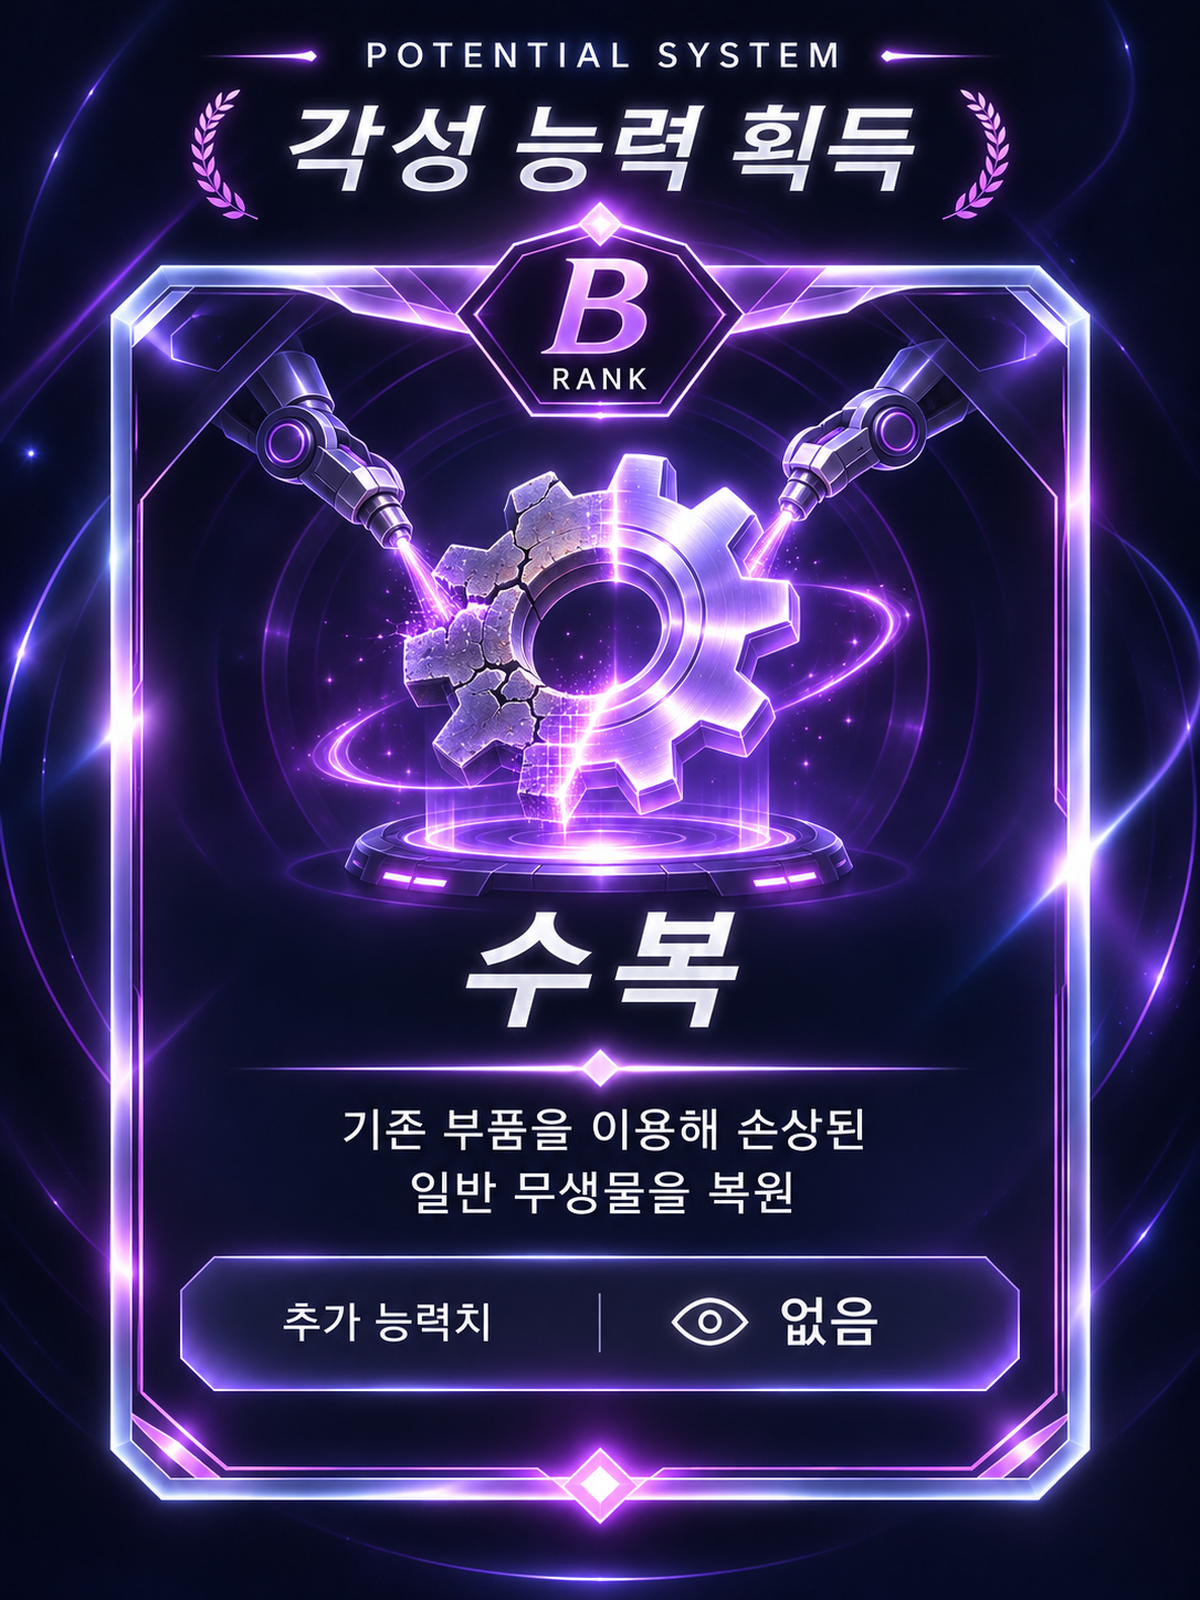 POTENTIAL SYSTEM
각성 능력 획득
B
RANK
수복
기존 부품을 이용해 손상된
일반 무생물을 복원
추가 능력치 없음